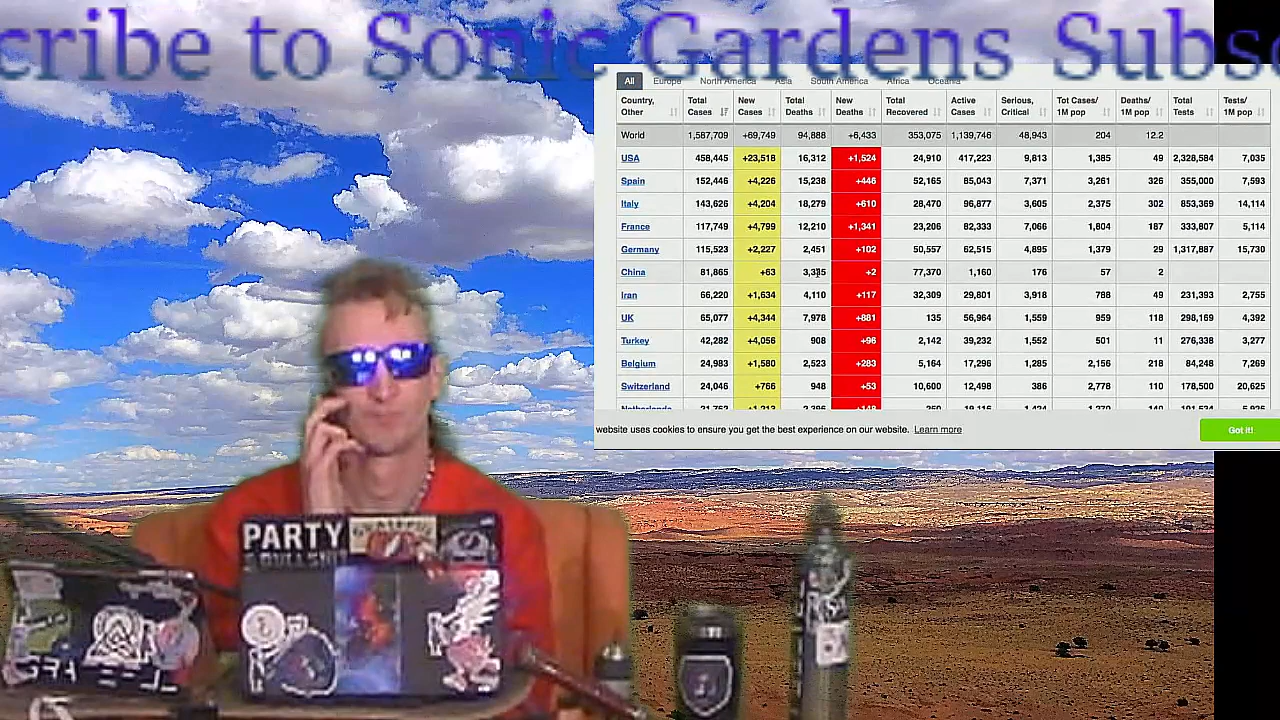 cribe to Sonic Gardens Subsc
All Europe North America Asia South America Africa Oceania
Country, Other Total Cases New Cases Total Deaths New Deaths Total Recovered Active Cases Serious, Critical Tot Cases/ 1M pop Deaths/ 1M pop Total Tests Tests/ 1M pop
World 1,587,709 +69,749 94,888 +6,433 353,075 1,139,746 48,943 204 12.2
USA 458,445 +23,518 16,312 +1,524 24,910 417,223 9,813 1,385 49 2,328,584 7,035
Spain 152,446 +4,226 15,238 +446 52,165 85,043 7,371 3,261 326 355,000 7,593
Italy 143,626 +4,204 18,279 +610 28,470 96,877 3,605 2,375 302 853,369 14,114
France 117,749 +4,799 12,210 +1,341 23,206 82,333 7,066 1,804 187 333,807 5,114
Germany 115,523 +2,227 2,451 +102 50,557 62,515 4,895 1,379 29 1,317,887 15,730
China 81,865 +63 +2 77,370 1,160 176 57 2
Iran 66,220 +1,634 4,110 +117 32,309 29,801 3,918 788 49 231,393 2,755
UK 65,077 +4,344 7,978 +881 135 56,964 1,559 959 118 298,169 4,392
Turkey 42,282 +4,056 908 +96 2,142 39,232 1,552 501 11 276,338 3,277
Belgium 24,983 +1,580 2,523 +283 5,164 17,296 1,285 2,156 218 84,248 7,269
Switzerland 24,046 +766 948 +53 10,600 12,498 386 2,778 110 178,500 20,625
Netherlands
website uses cookies to ensure you get the best experience on our website. Learn more Got it!
PARTY